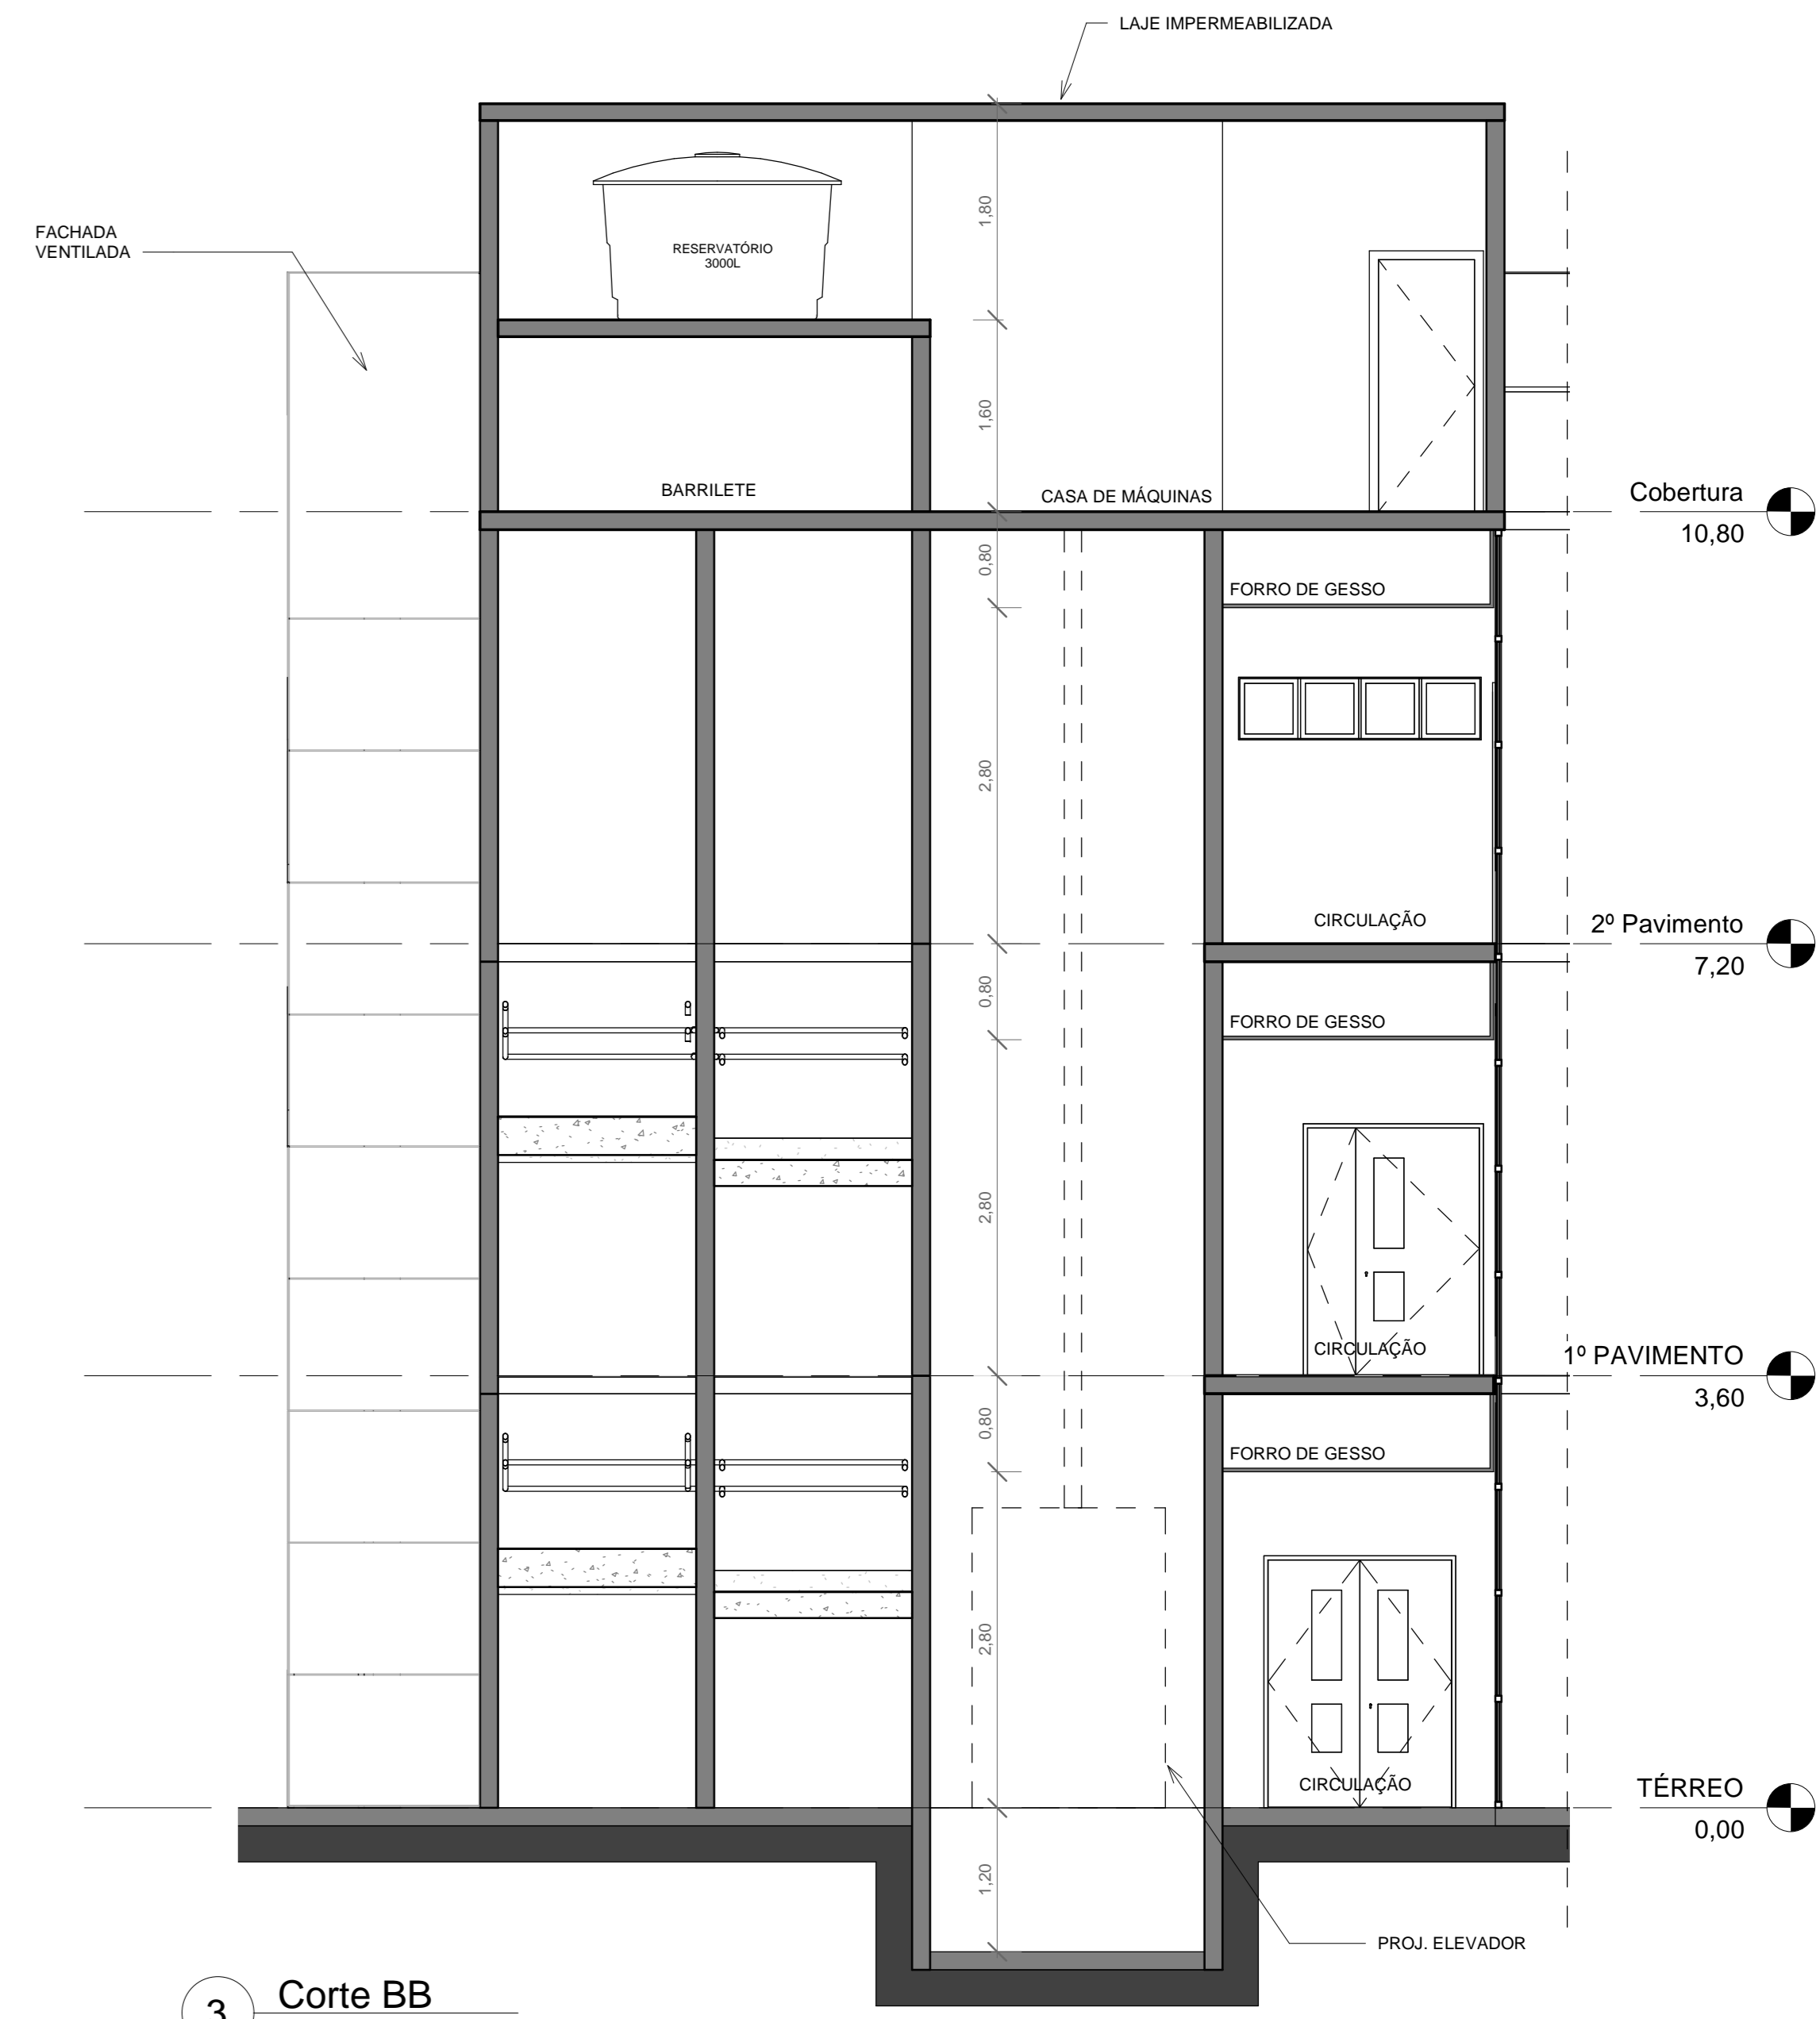 LAJE IMPERMEABILIZADA
FACHADA
VENTILADA
1,80
RESERVATÓRIO
3000L
1,60
BARRILETE
CASA DE MÁQUINAS
Cobertura
10,80
0,80
FORRO DE GESSO
2,80
CIRCULAÇÃO
2º Pavimento
7,20
0,80
FORRO DE GESSO
2,80
CIRCULAÇÃO
1º PAVIMENTO
3,60
0,80
FORRO DE GESSO
2,80
CIRCULAÇÃO
TÉRREO
0,00
1,20
PROJ. ELEVADOR
3
Corte BB